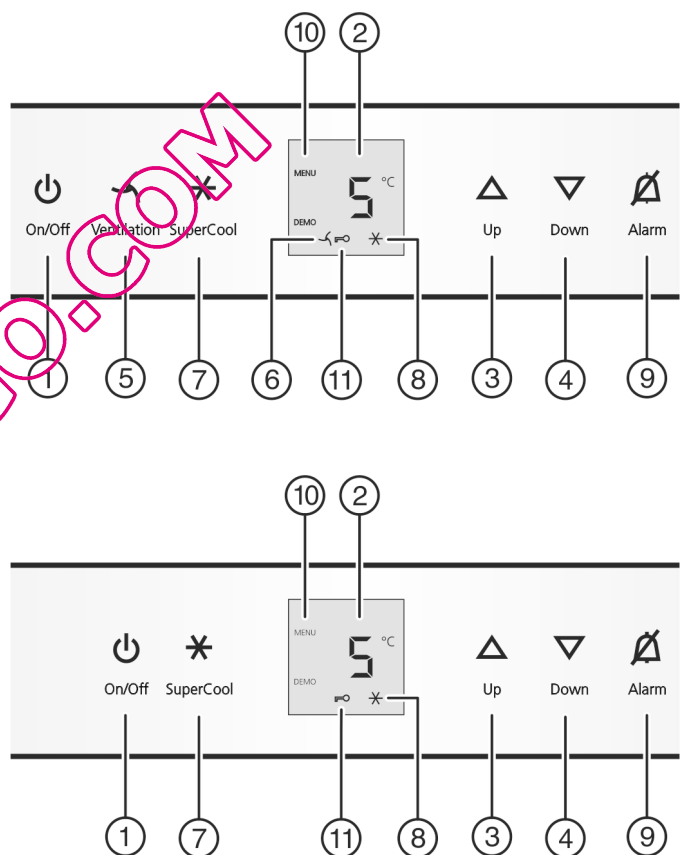 10 2
MENU
5 °C
DEMO
On/Off Ventilation SuperCool Up Down Alarm
1 5 7 6 11 8 3 4 9
O.COM
10 2
MENU
5 °C
DEMO
On/Off SuperCool Up Down Alarm
1 7 11 8 3 4 9